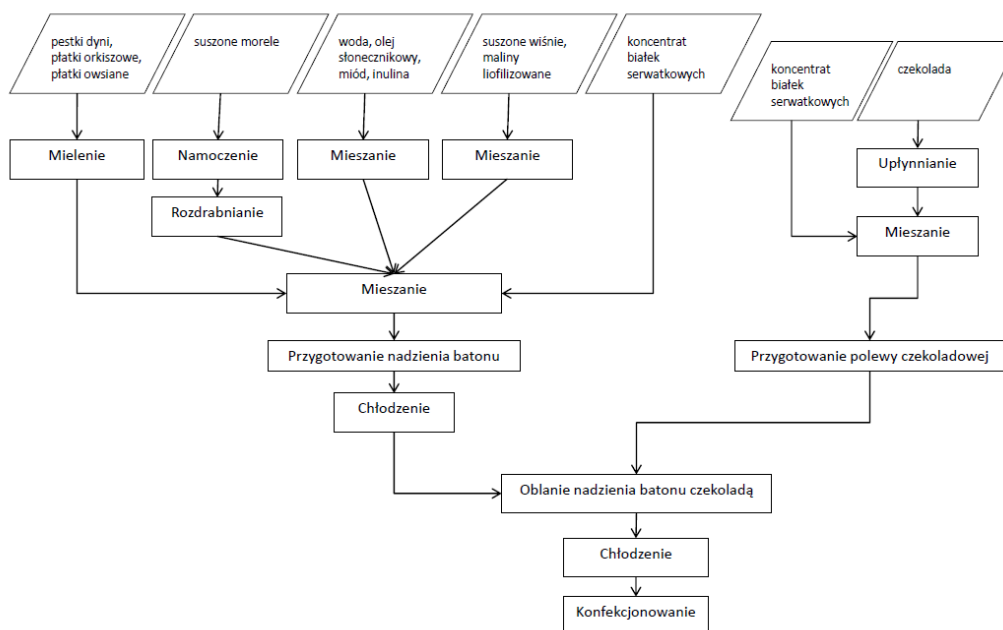 pestki dyni,
płatki orkiszowe,
płatki owsiane
suszone morele
woda, olej
słonecznikowy,
miód, inulina
suszone wiśnie,
maliny
liofilizowane
koncentrat
białek
serwatkowych
koncentrat
białek
serwatkowych
czekolada
Mielenie
Namoczenie
Mieszanie
Mieszanie
Upłynnianie
Rozdrabnianie
Mieszanie
Mieszanie
Przygotowanie nadzienia batonu
Przygotowanie polewy czekoladowej
Chłodzenie
Oblanie nadzienia batonu czekoladą
Chłodzenie
Konfekcjonowanie